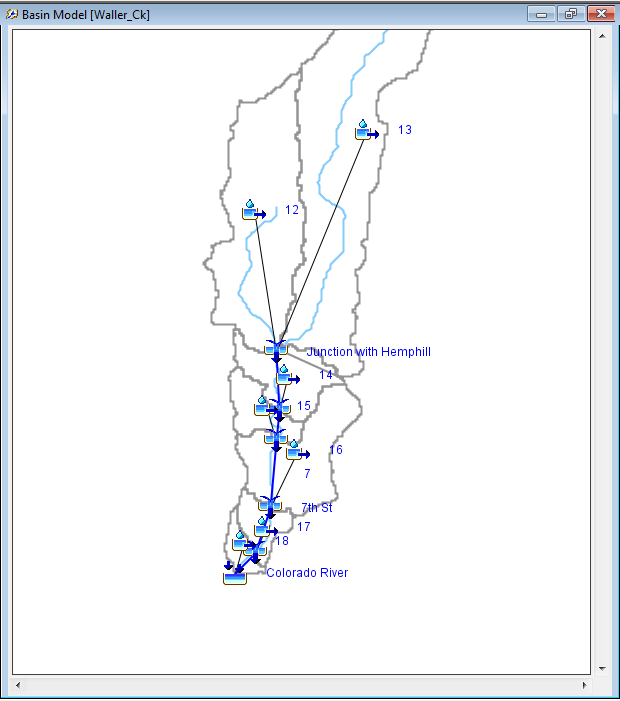 Basin Model [Waller_Ck]
13
12
Junction with Hemphill
14
15
16
7
7th St
17
18
Colorado River